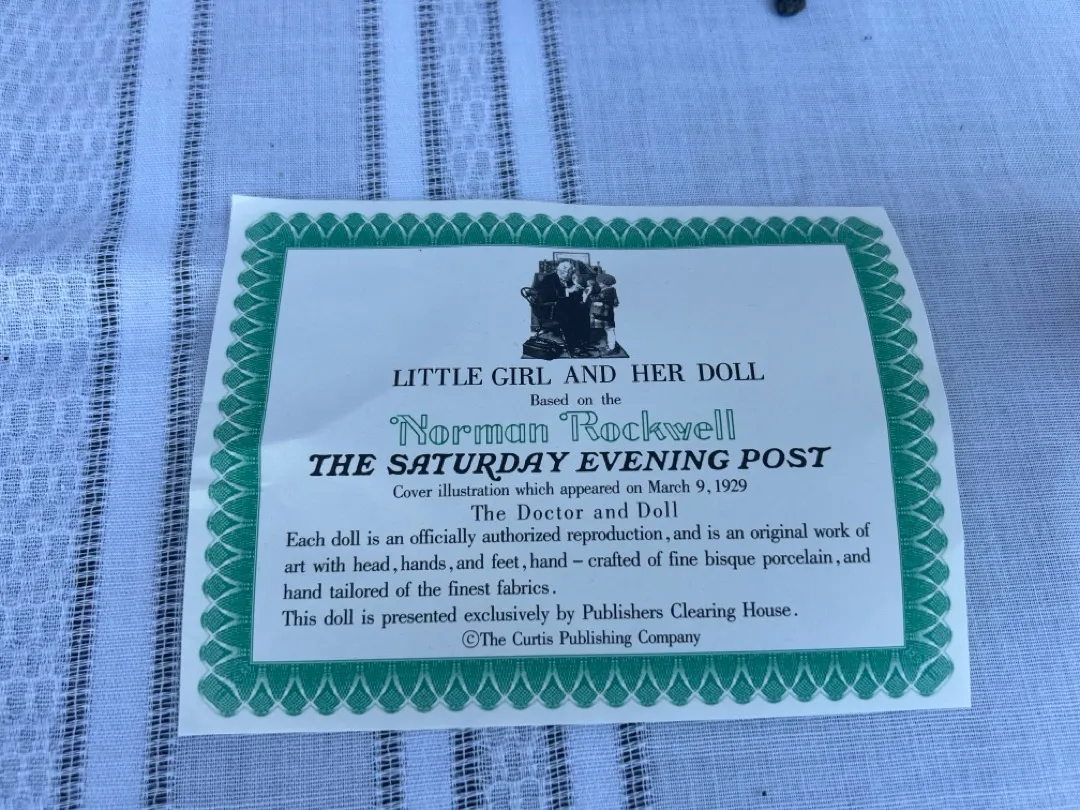 LITTLE GIRL AND HER DOLL
Based on the
Norman Rockwell
THE SATURDAY EVENING POST
Cover illustration which appeared on March 9, 1929
The Doctor and Doll
Each doll is an officially authorized reproduction, and is an original work of
art with head, hands, and feet, hand – crafted of fine bisque porcelain, and
hand tailored of the finest fabrics.
This doll is presented exclusively by Publishers Clearing House.
©The Curtis Publishing Company